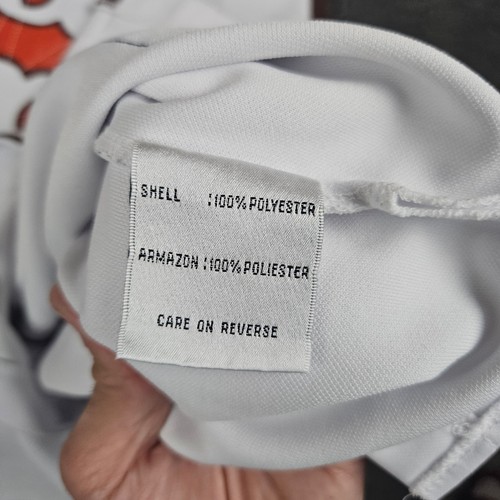 SHELL :100% POLYESTER
ARMAZON :100% POLIESTER
CARE ON REVERSE